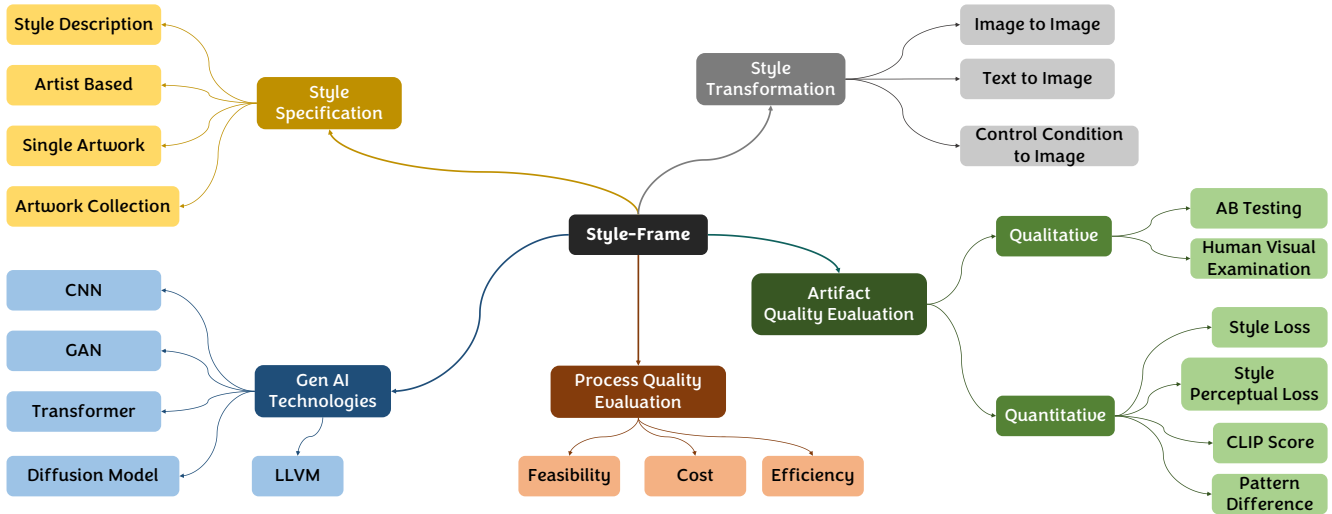 Style Description
Artist Based
Single Artwork
Artwork Collection
Style
Specification
Style
Transformation
Image to Image
Text to Image
Control Condition
to Image
Style-Frame
CNN
GAN
Transformer
Diffusion Model
Gen AI
Technologies
LLVM
Process Quality
Evaluation
Feasibility
Cost
Efficiency
Artifact
Quality Evaluation
Qualitative
AB Testing
Human Visual
Examination
Quantitative
Style Loss
Style
Perceptual Loss
CLIP Score
Pattern
Difference